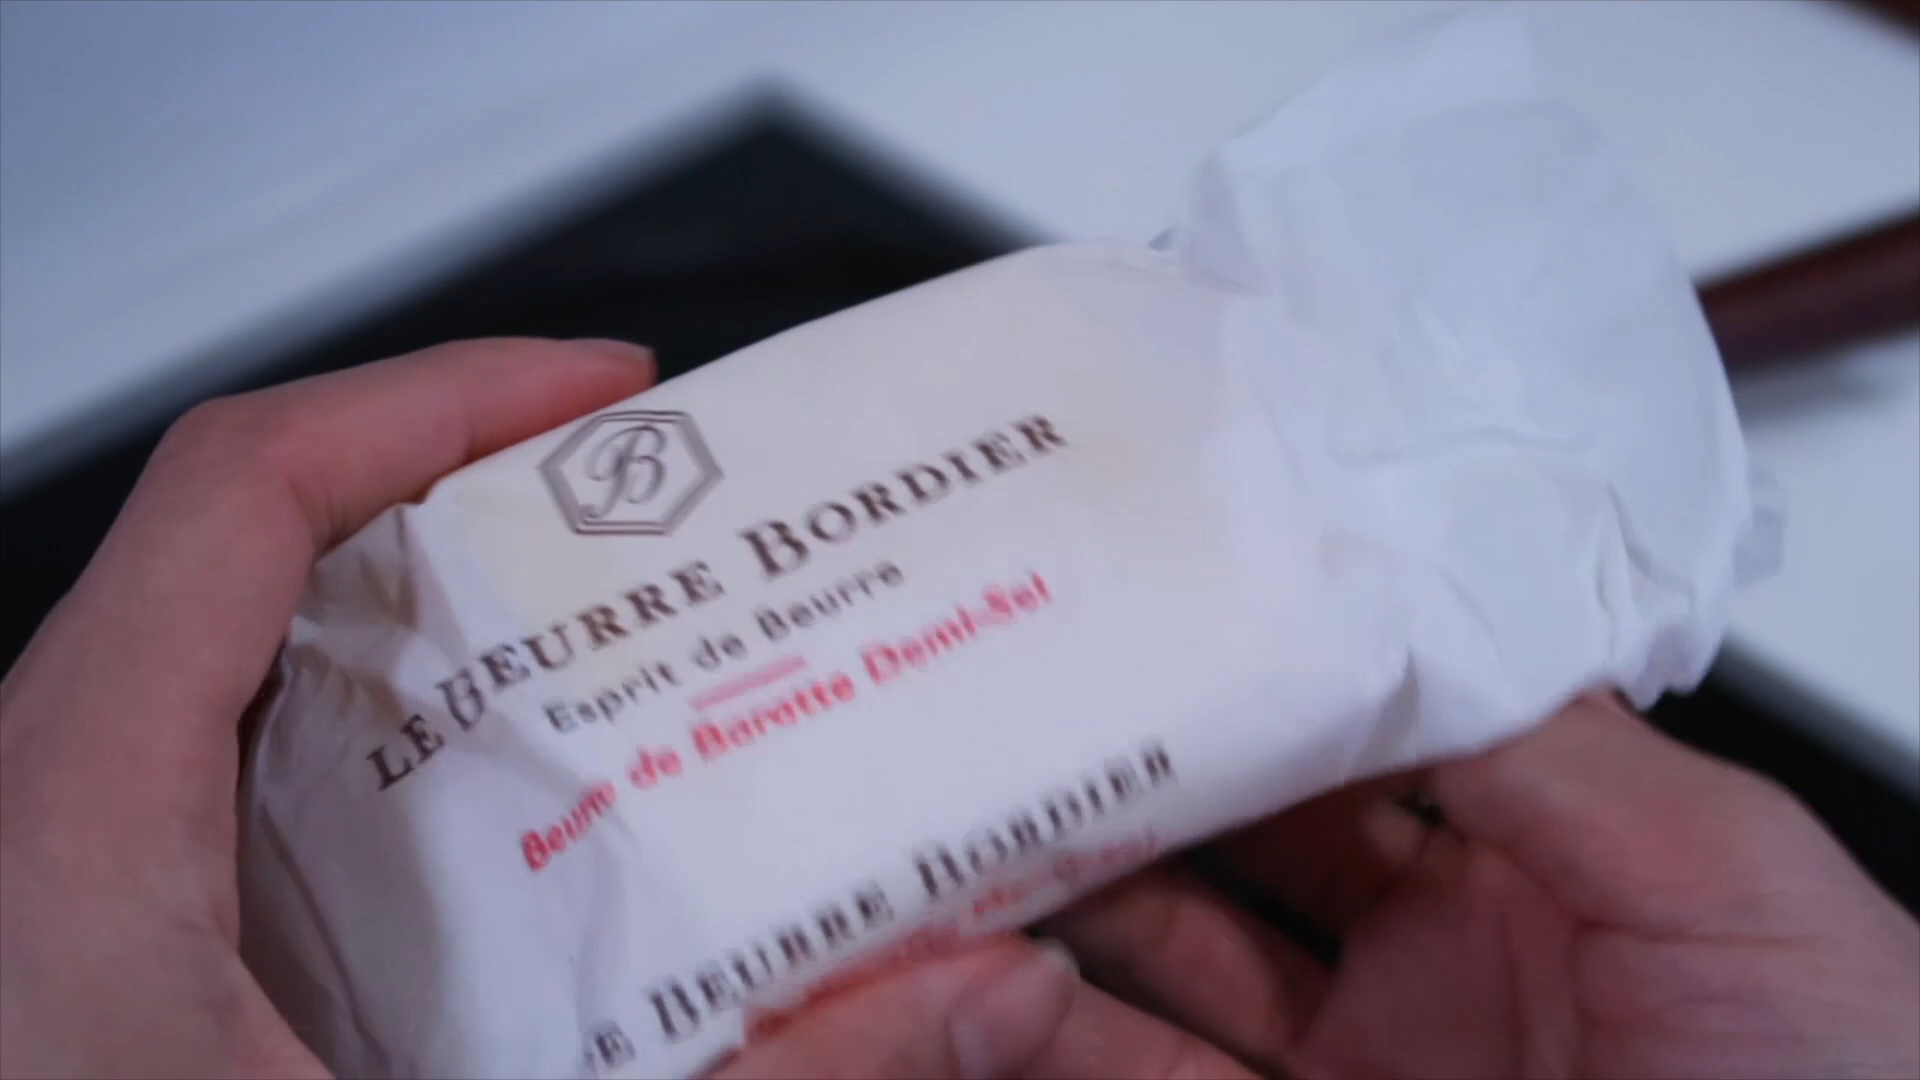 B
LE BEURRE BORDIER
Esprit de Beurre
Beurre de Baratte Demi-Sel
BEURRE BORDIER